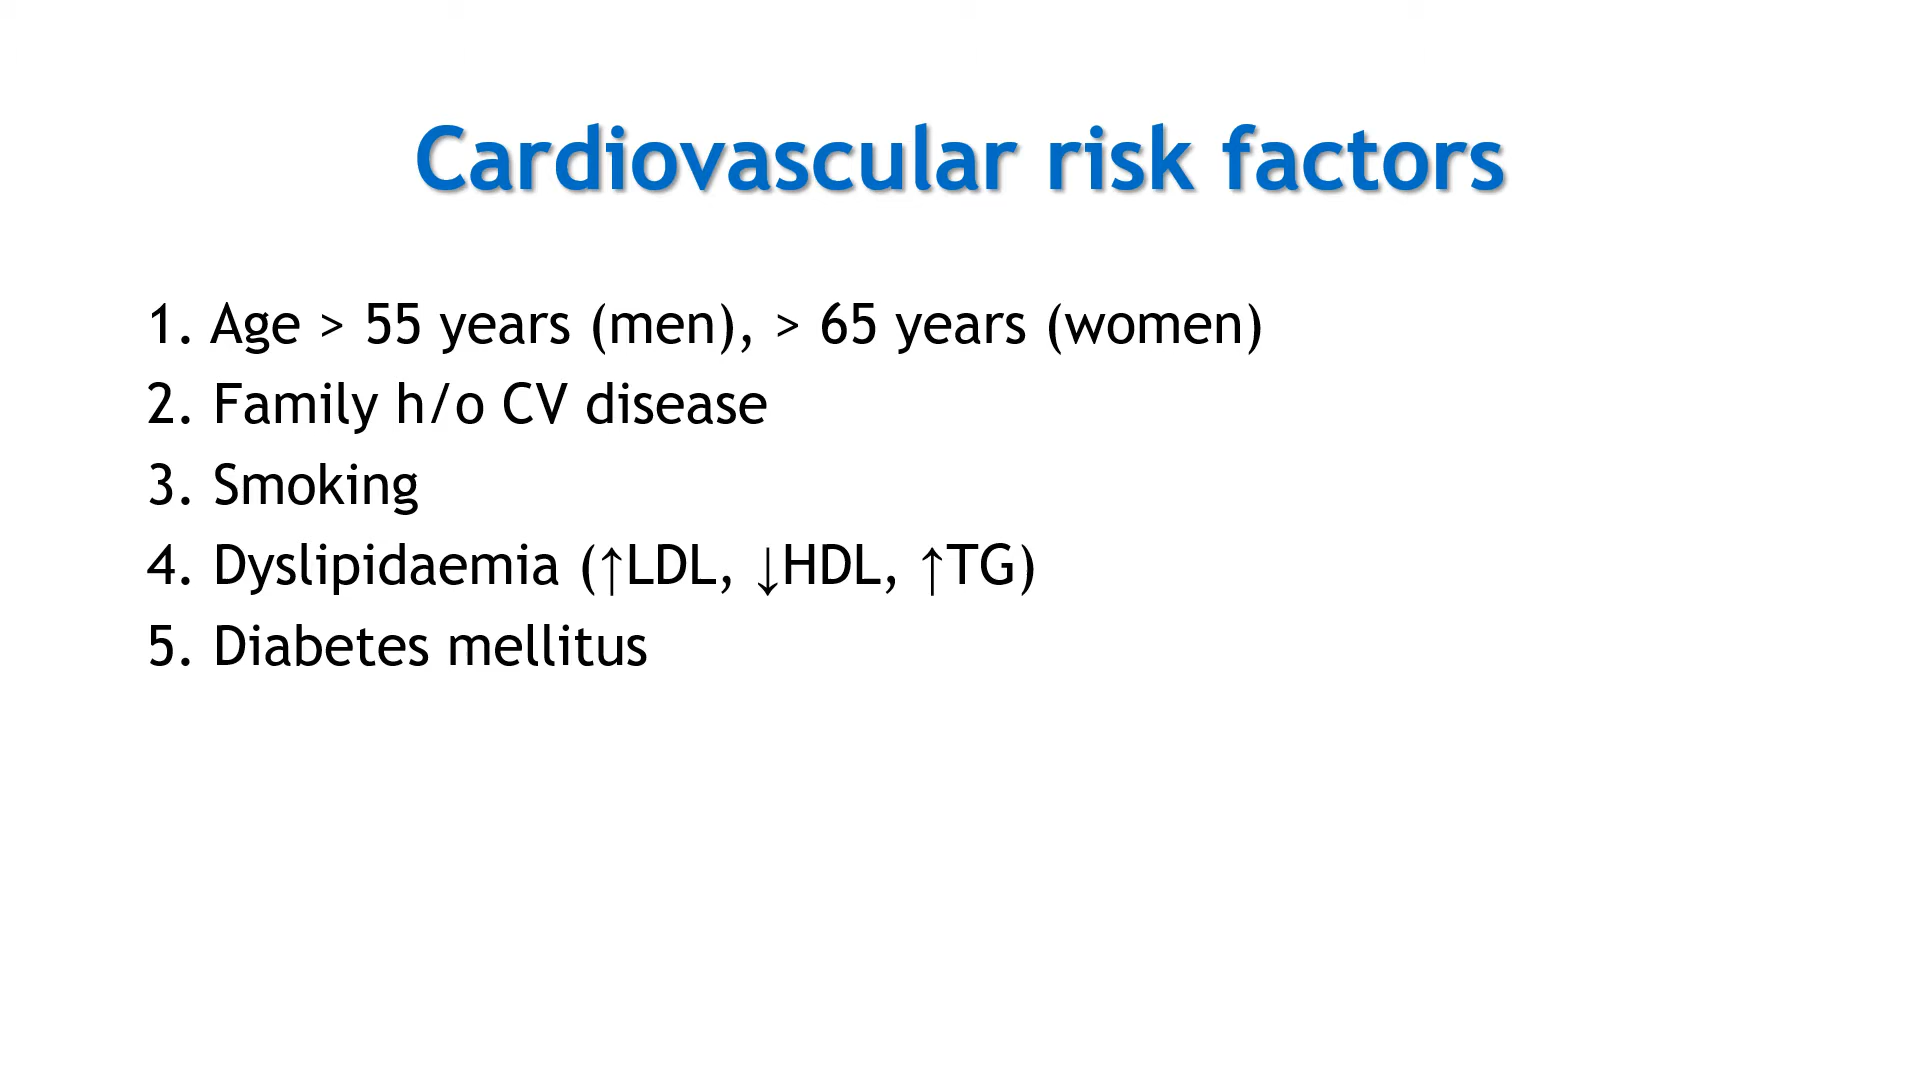 Cardiovascular risk factors
1. Age > 55 years (men), > 65 years (women)
2. Family h/o CV disease
3. Smoking
4. Dyslipidaemia (↑LDL, ↓HDL, ↑TG)
5. Diabetes mellitus